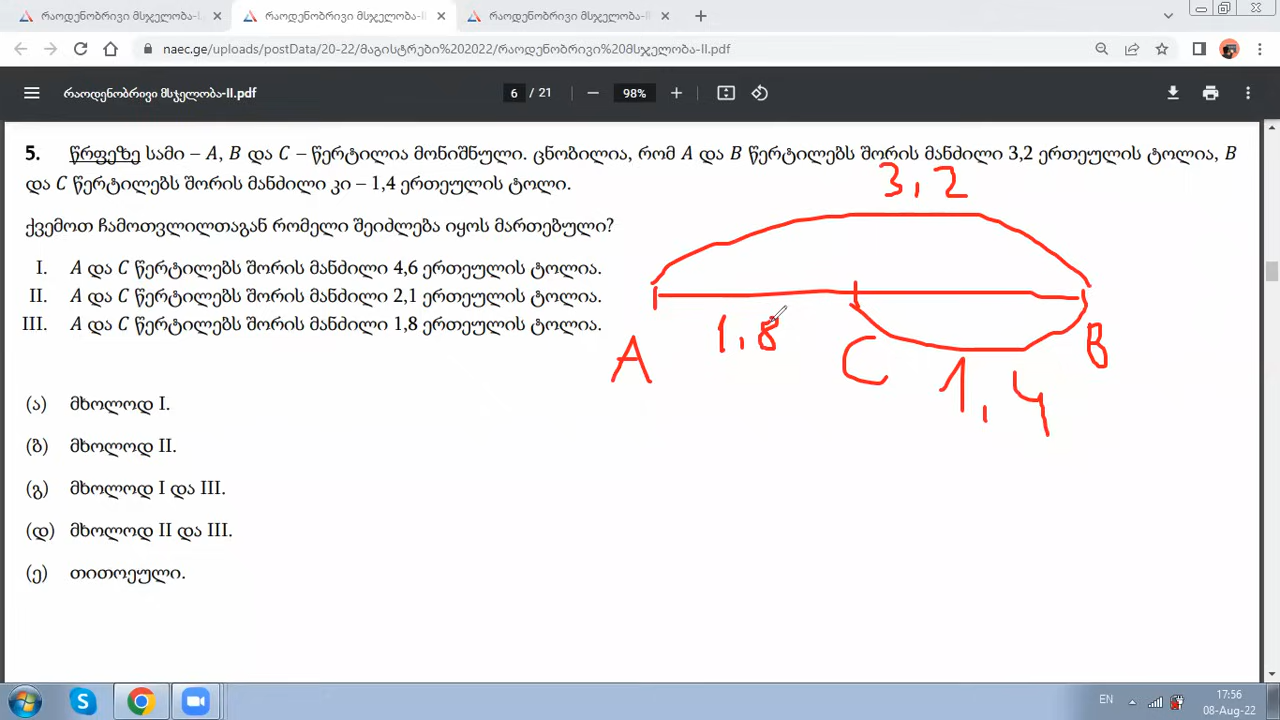 რაოდენობრივი მსჯელობა-
რაოდენობრივი მსჯელობა-II
რაოდენობრივი მსჯელობა-II
naec.ge/uploads/postData/20-22/მაგისტრები%202022/რაოდენობრივი%20მსჯელობა-II.pdf
რაოდენობრივი მსჯელობა-II.pdf
6 / 21
98%
5. წრფეზე სამი – A, B და C – წერტილია მონიშნული. ცნობილია, რომ A და B წერტილებს შორის მანძილი 3,2 ერთეულის ტოლია, B
და C წერტილებს შორის მანძილი კი – 1,4 ერთეულის ტოლი.
3,2
ქვემოთ ჩამოთვლილთაგან რომელი შეიძლება იყოს მართებული?
I. A და C წერტილებს შორის მანძილი 4,6 ერთეულის ტოლია.
II. A და C წერტილებს შორის მანძილი 2,1 ერთეულის ტოლია.
III. A და C წერტილებს შორის მანძილი 1,8 ერთეულის ტოლია.
1,8
A
C
B
1,4
(ა) მხოლოდ I.
(ბ) მხოლოდ II.
(გ) მხოლოდ I და III.
(დ) მხოლოდ II და III.
(ე) თითოეული.
EN
17:56
08-Aug-22